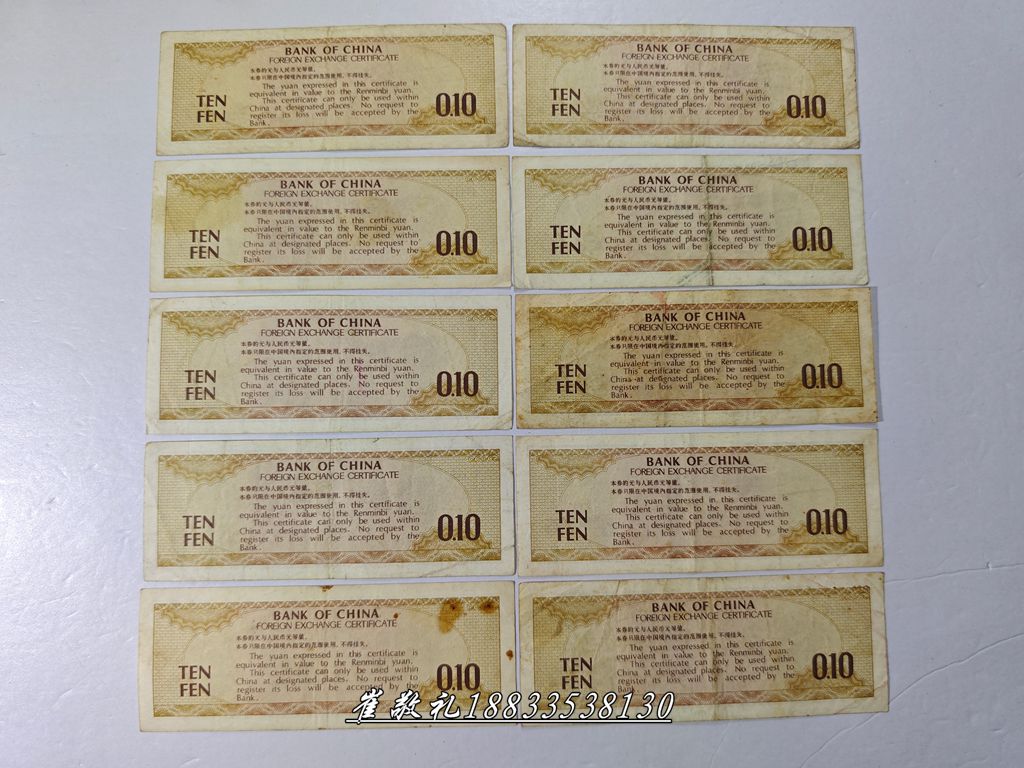 BANK OF CHINA
FOREIGN EXCHANGE CERTIFICATE
本券的元与人民币元等值。
本券只限在中国境内指定的范围使用，不得挂失。
The yuan expressed in this certificate is
equivalent in value to the Renminbi yuan.
This certificate can only be used within
China at designated places. No request to
register its loss will be accepted by the
Bank.
TEN
FEN
0.10
BANK OF CHINA
FOREIGN EXCHANGE CERTIFICATE
本券的元与人民币元等值。
本券只限在中国境内指定的范围使用，不得挂失。
The yuan expressed in this certificate is
equivalent in value to the Renminbi yuan.
This certificate can only be used within
China at designated places. No request to
register its loss will be accepted by the
Bank.
TEN
FEN
0.10
BANK OF CHINA
FOREIGN EXCHANGE CERTIFICATE
本券的元与人民币元等值。
本券只限在中国境内指定的范围使用，不得挂失。
The yuan expressed in this certificate is
equivalent in value to the Renminbi yuan.
This certificate can only be used within
China at designated places. No request to
register its loss will be accepted by the
Bank.
TEN
FEN
0.10
BANK OF CHINA
FOREIGN EXCHANGE CERTIFICATE
本券的元与人民币元等值。
本券只限在中国境内指定的范围使用，不得挂失。
The yuan expressed in this certificate is
equivalent in value to the Renminbi yuan.
This certificate can only be used within
China at designated places. No request to
register its loss will be accepted by the
Bank.
TEN
FEN
0.10
BANK OF CHINA
FOREIGN EXCHANGE CERTIFICATE
本券的元与人民币元等值。
本券只限在中国境内指定的范围使用，不得挂失。
The yuan expressed in this certificate is
equivalent in value to the Renminbi yuan.
This certificate can only be used within
China at designated places. No request to
register its loss will be accepted by the
Bank.
TEN
FEN
0.10
BANK OF CHINA
FOREIGN EXCHANGE CERTIFICATE
本券的元与人民币元等值。
本券只限在中国境内指定的范围使用，不得挂失。
The yuan expressed in this certificate is
equivalent in value to the Renminbi yuan.
This certificate can only be used within
China at designated places. No request to
register its loss will be accepted by the
Bank.
TEN
FEN
0.10
BANK OF CHINA
FOREIGN EXCHANGE CERTIFICATE
本券的元与人民币元等值。
本券只限在中国境内指定的范围使用，不得挂失。
The yuan expressed in this certificate is
equivalent in value to the Renminbi yuan.
This certificate can only be used within
China at designated places. No request to
register its loss will be accepted by the
Bank.
TEN
FEN
0.10
BANK OF CHINA
FOREIGN EXCHANGE CERTIFICATE
本券的元与人民币元等值。
本券只限在中国境内指定的范围使用，不得挂失。
The yuan expressed in this certificate is
equivalent in value to the Renminbi yuan.
This certificate can only be used within
China at designated places. No request to
register its loss will be accepted by the
Bank.
TEN
FEN
0.10
BANK OF CHINA
FOREIGN EXCHANGE CERTIFICATE
本券的元与人民币元等值。
本券只限在中国境内指定的范围使用，不得挂失。
The yuan expressed in this certificate is
equivalent in value to the Renminbi yuan.
This certificate can only be used within
China at designated places. No request to
register its loss will be accepted by the
Bank.
TEN
FEN
0.10
BANK OF CHINA
FOREIGN EXCHANGE CERTIFICATE
本券的元与人民币元等值。
本券只限在中国境内指定的范围使用，不得挂失。
The yuan expressed in this certificate is
equivalent in value to the Renminbi yuan.
This certificate can only be used within
China at designated places. No request to
register its loss will be accepted by the
Bank.
TEN
FEN
0.10
崔敬礼18833538130